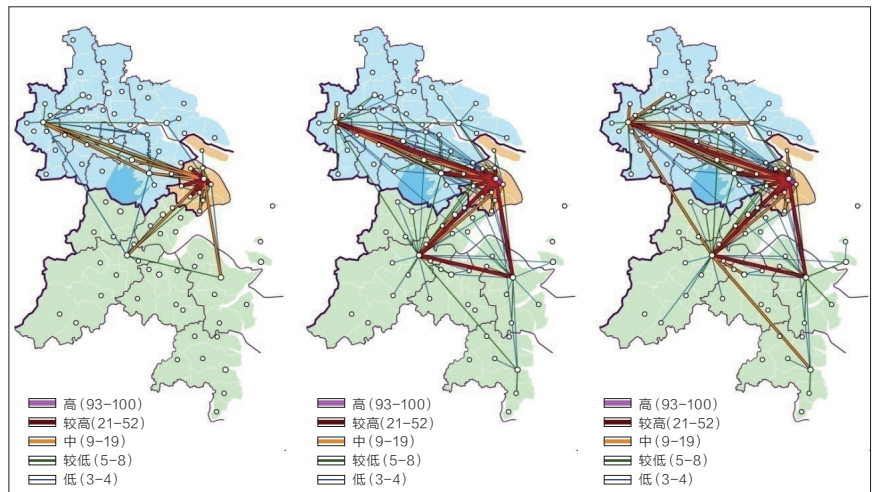 高(93-100)
较高(21-52)
中(9-19)
较低(5-8)
低(3-4)
高(93-100)
较高(21-52)
中(9-19)
较低(5-8)
低(3-4)
高(93-100)
较高(21-52)
中(9-19)
较低(5-8)
低(3-4)